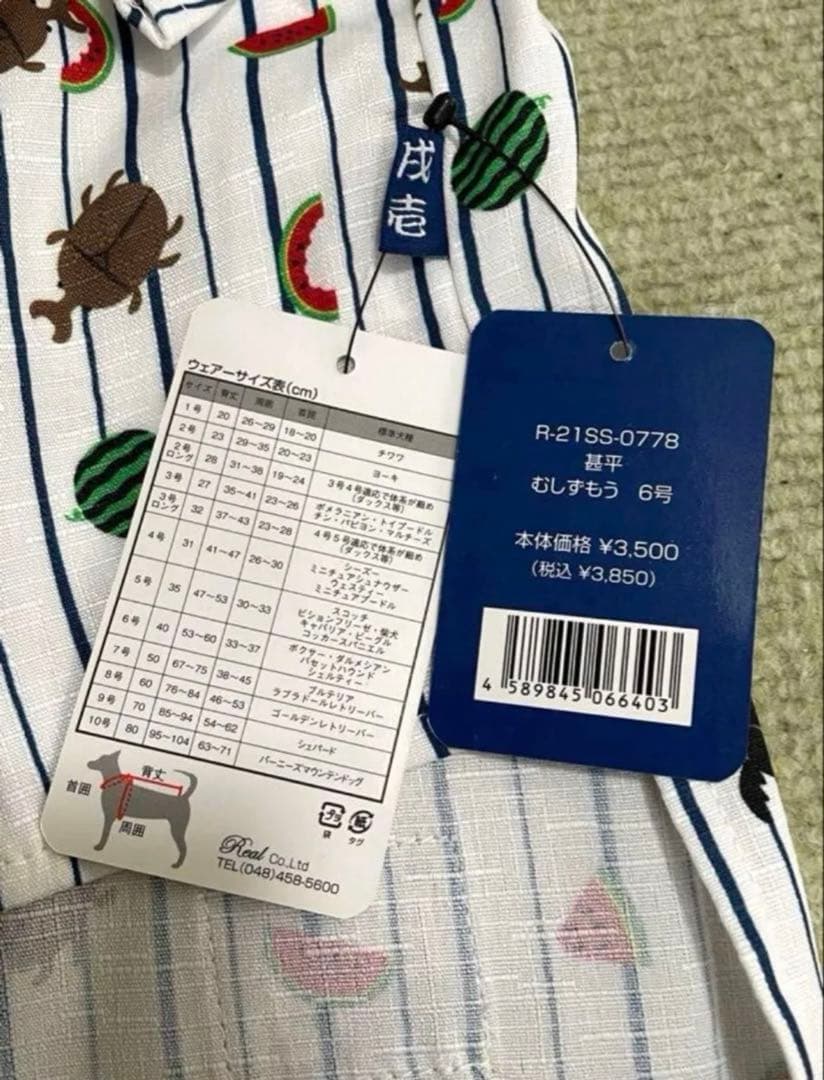 戌壱
ウェアーサイズ表(cm)
サイズ 背丈 周囲 首囲 標準犬種
1号 20 26〜29 18〜20 チワワ
2号 23 29〜35 20〜23 ヨーキ
2号ロング 28 31〜38 19〜24 3号4号適応で体系が細め(ダックス等)
3号 27 35〜41 23〜26 ポメラニアン・トイプードル チン・パピヨン・マルチーズ
3号ロング 32 37〜43 23〜28 4号5号適応で体系が細め(ダックス等)
4号 31 41〜47 26〜30 シーズー ミニチュアシュナウザー ウェスティー ミニチュアプードル
5号 35 47〜53 30〜33 スコッチ ビションフリーゼ・柴犬 キャバリア・ビーグル コッカースパニエル
6号 40 53〜60 33〜37 ボクサー・ダルメシアン バセットハウンド シェルティー
7号 50 67〜75 38〜45 ブルテリア ラブラドールレトリーバー
8号 60 76〜84 46〜53 ゴールデンレトリーバー
9号 70 85〜94 54〜62 シェパード
10号 80 95〜104 63〜71 バーニーズマウンテンドッグ
背丈
首囲
周囲
プラ 紙
袋 タグ
Real Co.,Ltd
TEL(048)458-5600
R-21SS-0778
甚平
むしずもう 6号
本体価格 ¥3,500
(税込 ¥3,850)
4 589845 066403